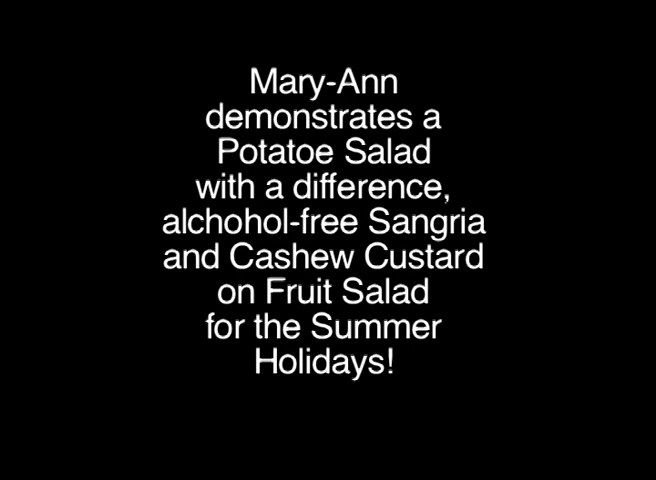 Mary-Ann
demonstrates a
Potatoe Salad
with a difference,
alchohol-free Sangria
and Cashew Custard
on Fruit Salad
for the Summer
Holidays!